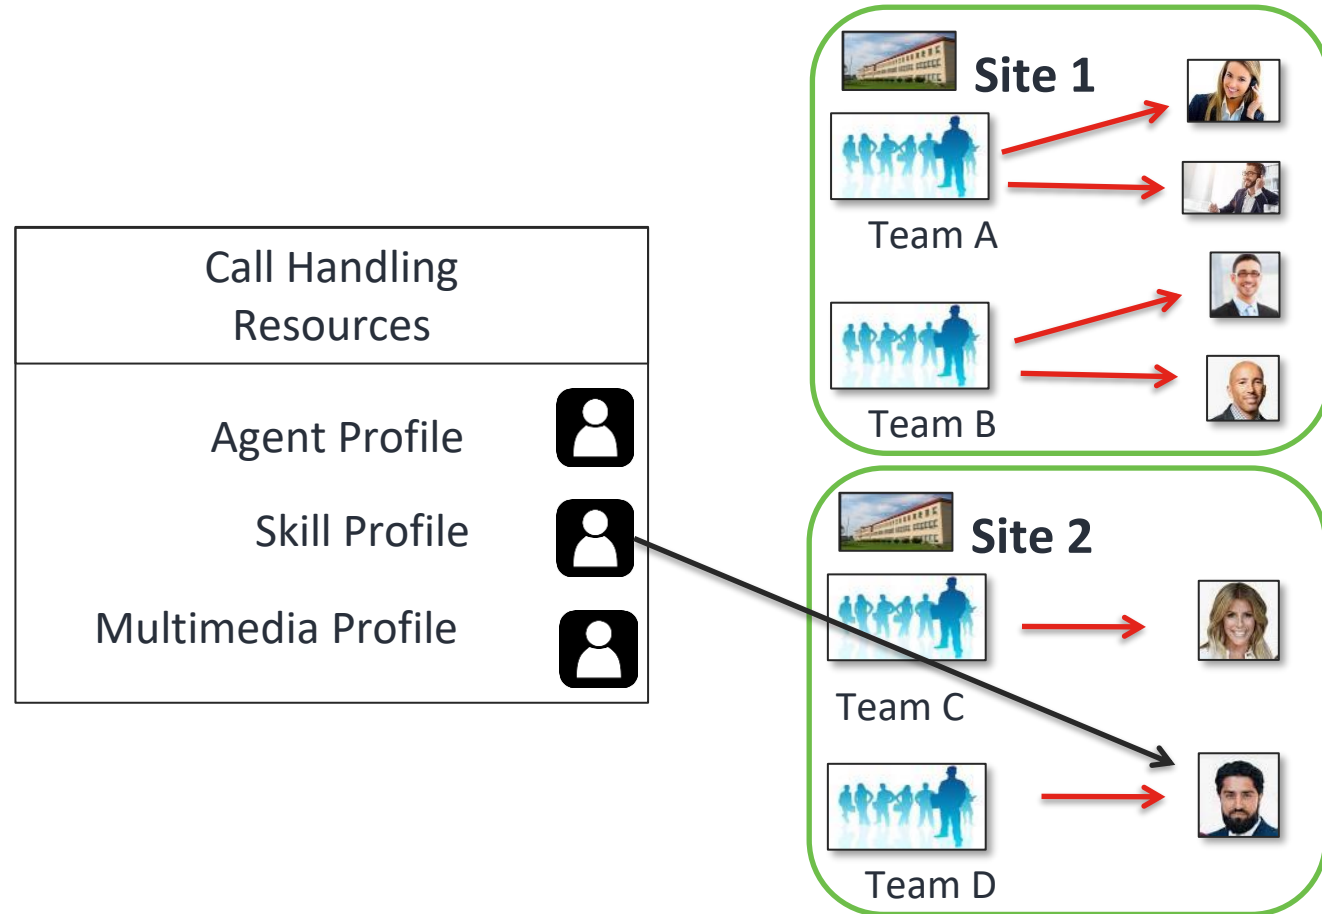 Call Handling
Resources
Agent Profile
Skill Profile
Multimedia Profile
Site 1
Team A
Team B
Site 2
Team C
Team D